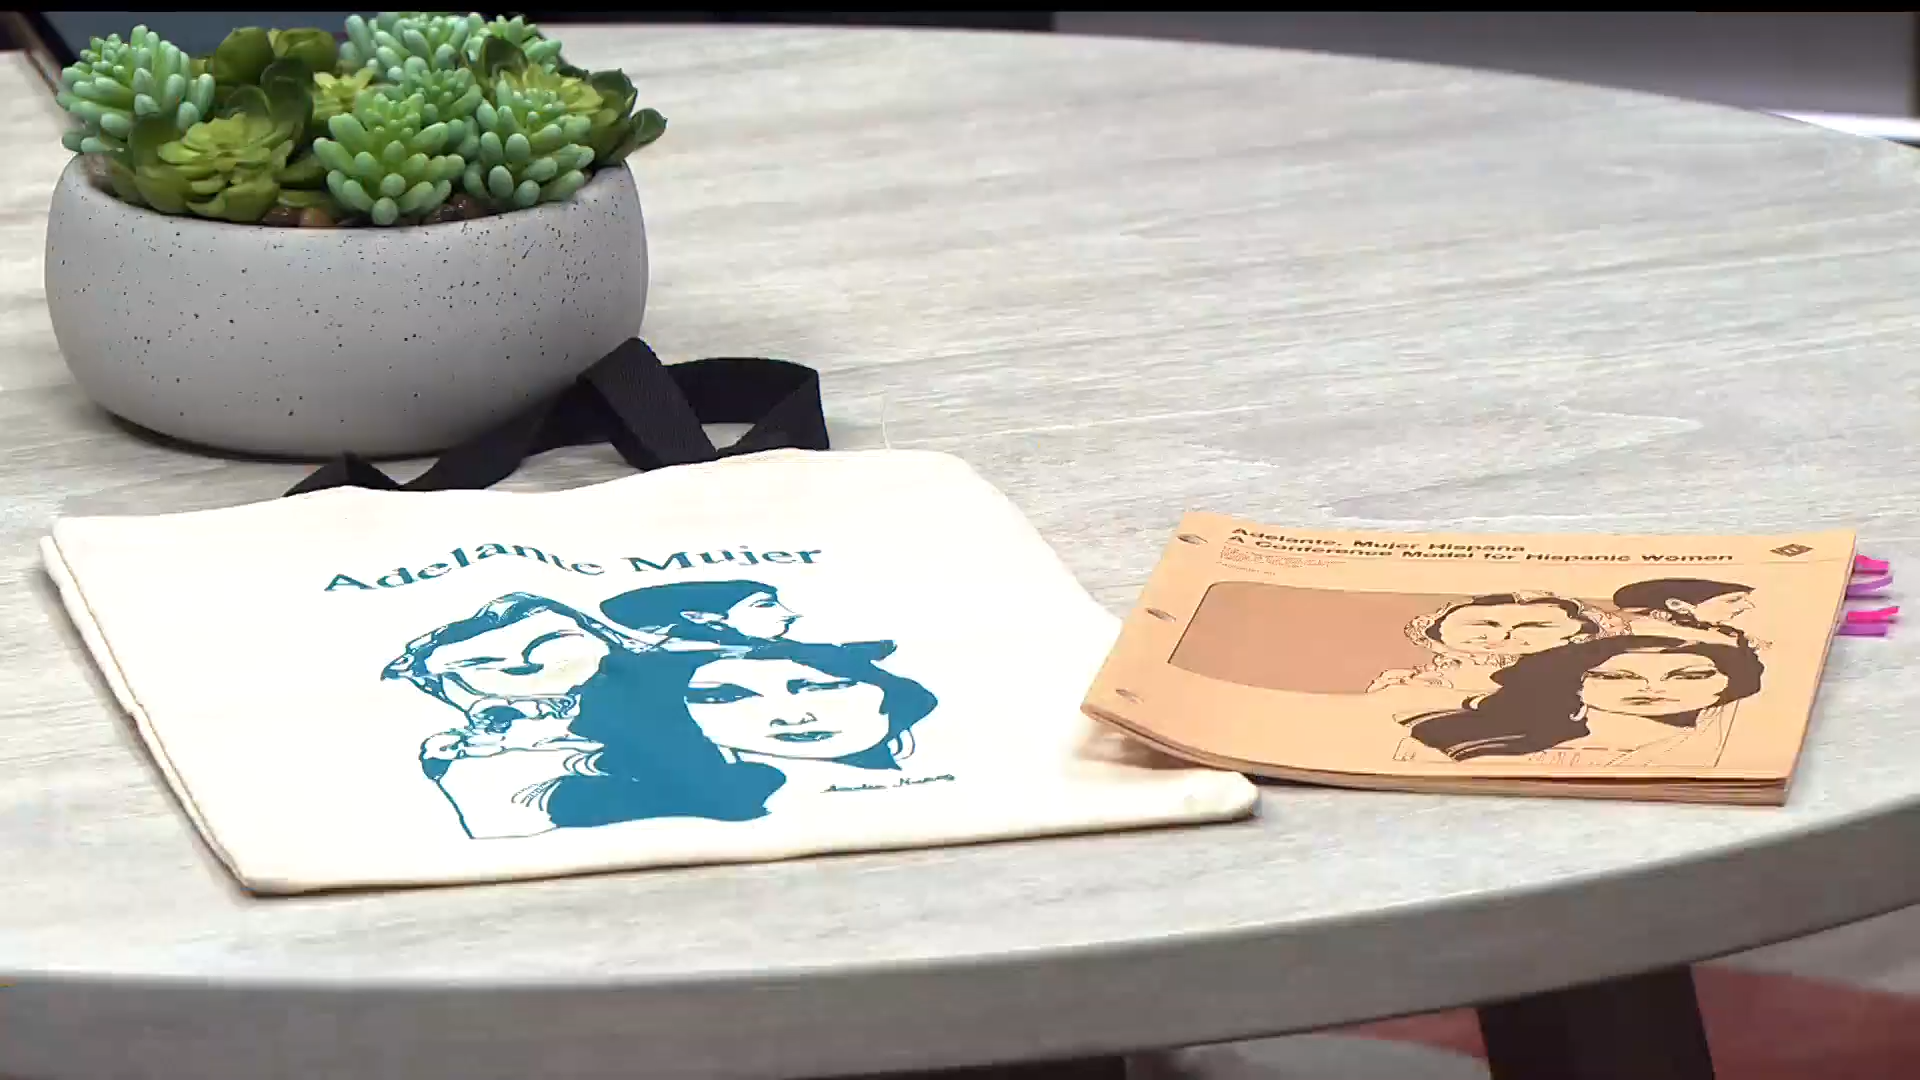 Adelante Mujer
Adelante, Mujer Hispana
A Conference Model for Hispanic Women